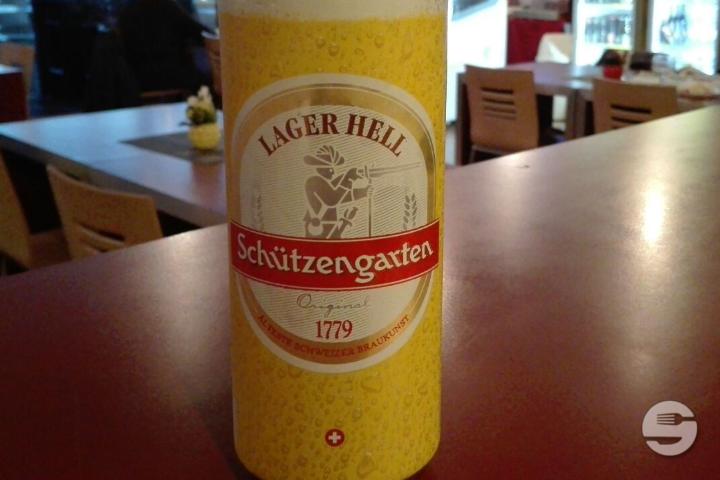 LAGER HELL
Schützengarten
Original
1779
ÄLTESTE SCHWEIZER BRAUKUNST